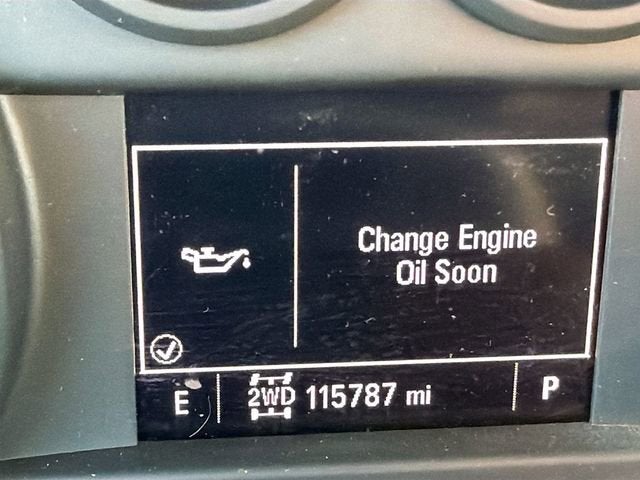 Change Engine
Oil Soon
E 2WD 115787 mi P